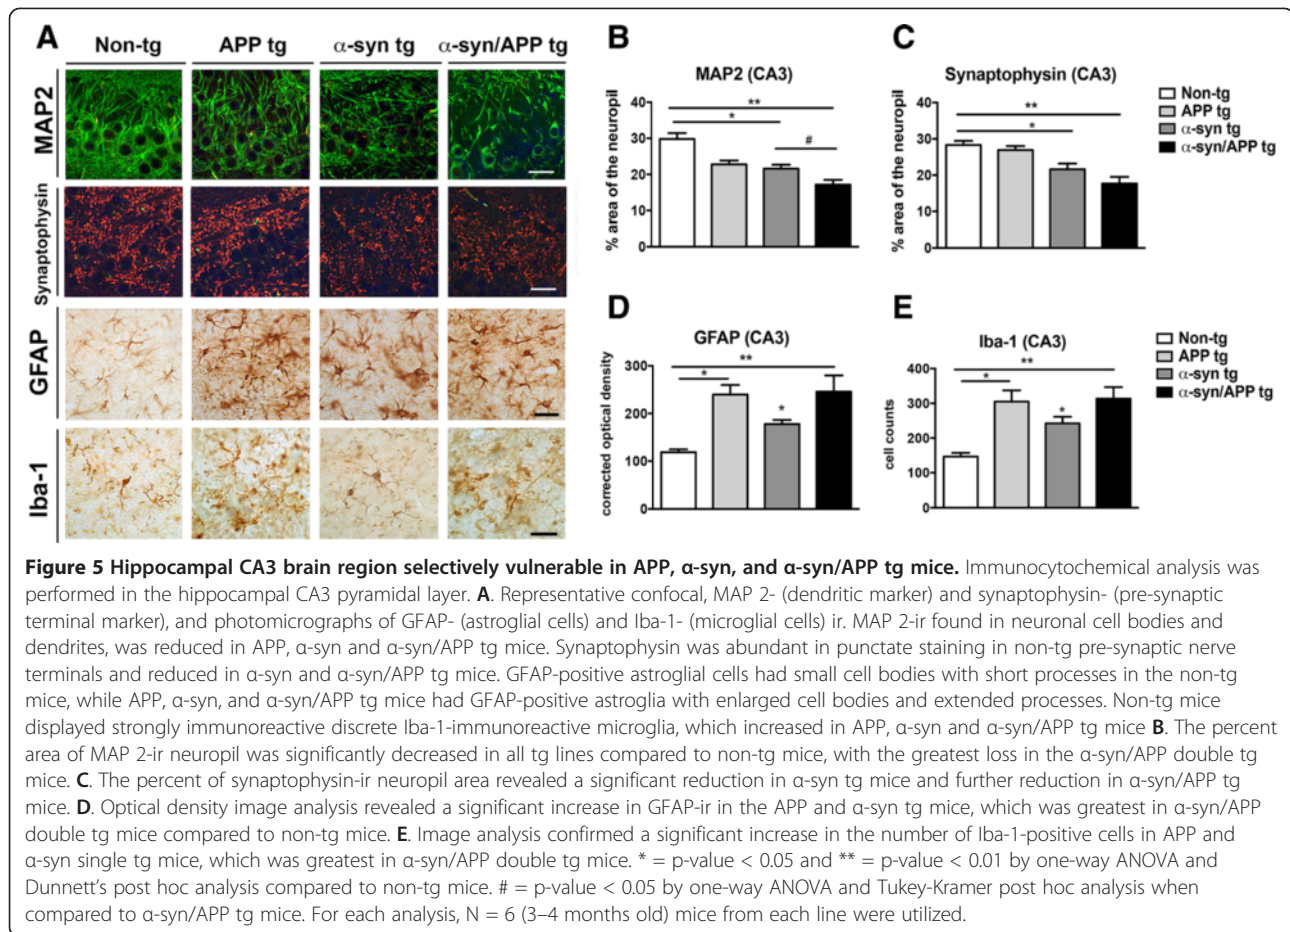 A
Non-tg APP tg α-syn tg α-syn/APP tg
MAP2
Synaptophysin
GFAP
Iba-1
B
MAP2 (CA3)
% area of the neuropil
40
30
20
10
0
**
*
#
C
Synaptophysin (CA3)
% area of the neuropil
40
30
20
10
0
**
*
Non-tg
APP tg
α-syn tg
α-syn/APP tg
D
GFAP (CA3)
corrected optical density
300
200
100
0
**
*
*
E
Iba-1 (CA3)
cell counts
400
300
200
100
0
**
*
*
Non-tg
APP tg
α-syn tg
α-syn/APP tg
Figure 5 Hippocampal CA3 brain region selectively vulnerable in APP, α-syn, and α-syn/APP tg mice. Immunocytochemical analysis was
performed in the hippocampal CA3 pyramidal layer. A. Representative confocal, MAP 2- (dendritic marker) and synaptophysin- (pre-synaptic
terminal marker), and photomicrographs of GFAP- (astroglial cells) and Iba-1- (microglial cells) ir. MAP 2-ir found in neuronal cell bodies and
dendrites, was reduced in APP, α-syn and α-syn/APP tg mice. Synaptophysin was abundant in punctate staining in non-tg pre-synaptic nerve
terminals and reduced in α-syn and α-syn/APP tg mice. GFAP-positive astroglial cells had small cell bodies with short processes in the non-tg
mice, while APP, α-syn, and α-syn/APP tg mice had GFAP-positive astroglia with enlarged cell bodies and extended processes. Non-tg mice
displayed strongly immunoreactive discrete Iba-1-immunoreactive microglia, which increased in APP, α-syn and α-syn/APP tg mice B. The percent
area of MAP 2-ir neuropil was significantly decreased in all tg lines compared to non-tg mice, with the greatest loss in the α-syn/APP double tg
mice. C. The percent of synaptophysin-ir neuropil area revealed a significant reduction in α-syn tg mice and further reduction in α-syn/APP tg
mice. D. Optical density image analysis revealed a significant increase in GFAP-ir in the APP and α-syn tg mice, which was greatest in α-syn/APP
double tg mice compared to non-tg mice. E. Image analysis confirmed a significant increase in the number of Iba-1-positive cells in APP and
α-syn single tg mice, which was greatest in α-syn/APP double tg mice. * = p-value < 0.05 and ** = p-value < 0.01 by one-way ANOVA and
Dunnett's post hoc analysis compared to non-tg mice. # = p-value < 0.05 by one-way ANOVA and Tukey-Kramer post hoc analysis when
compared to α-syn/APP tg mice. For each analysis, N = 6 (3–4 months old) mice from each line were utilized.